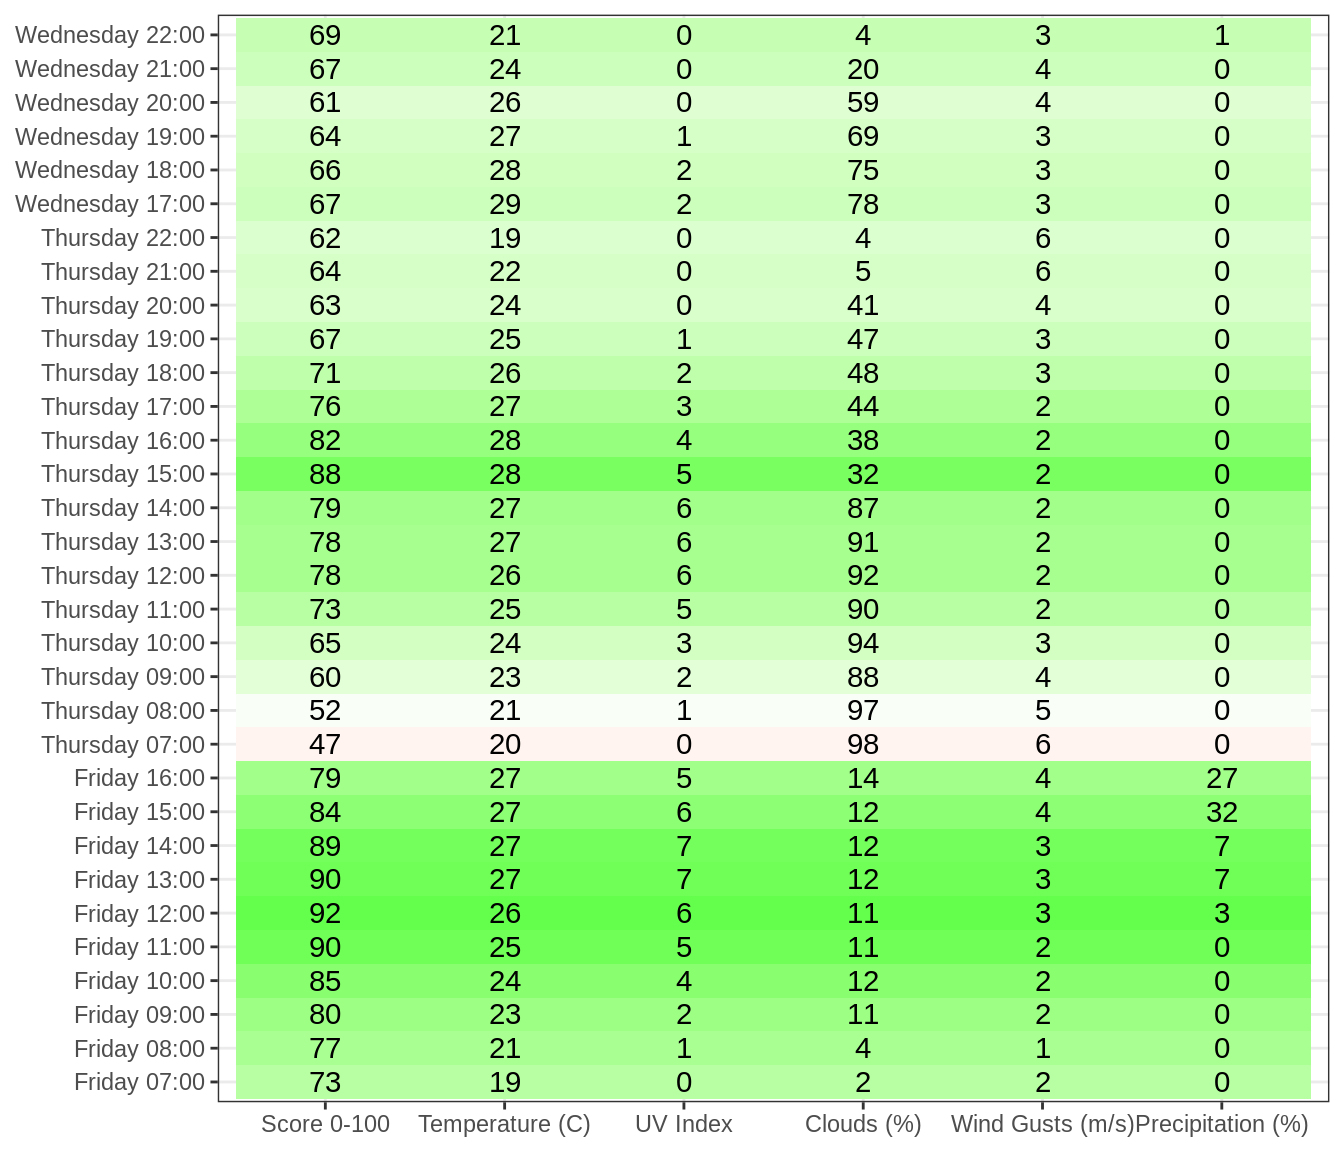 Wednesday 22:00 69 21 0 4 3 1
Wednesday 21:00 67 24 0 20 4 0
Wednesday 20:00 61 26 0 59 4 0
Wednesday 19:00 64 27 1 69 3 0
Wednesday 18:00 66 28 2 75 3 0
Wednesday 17:00 67 29 2 78 3 0
Thursday 22:00 62 19 0 4 6 0
Thursday 21:00 64 22 0 5 6 0
Thursday 20:00 63 24 0 41 4 0
Thursday 19:00 67 25 1 47 3 0
Thursday 18:00 71 26 2 48 3 0
Thursday 17:00 76 27 3 44 2 0
Thursday 16:00 82 28 4 38 2 0
Thursday 15:00 88 28 5 32 2 0
Thursday 14:00 79 27 6 87 2 0
Thursday 13:00 78 27 6 91 2 0
Thursday 12:00 78 26 6 92 2 0
Thursday 11:00 73 25 5 90 2 0
Thursday 10:00 65 24 3 94 3 0
Thursday 09:00 60 23 2 88 4 0
Thursday 08:00 52 21 1 97 5 0
Thursday 07:00 47 20 0 98 6 0
Friday 16:00 79 27 5 14 4 27
Friday 15:00 84 27 6 12 4 32
Friday 14:00 89 27 7 12 3 7
Friday 13:00 90 27 7 12 3 7
Friday 12:00 92 26 6 11 3 3
Friday 11:00 90 25 5 11 2 0
Friday 10:00 85 24 4 12 2 0
Friday 09:00 80 23 2 11 2 0
Friday 08:00 77 21 1 4 1 0
Friday 07:00 73 19 0 2 2 0
Score 0-100 Temperature (C) UV Index Clouds (%) Wind Gusts (m/s) Precipitation (%)